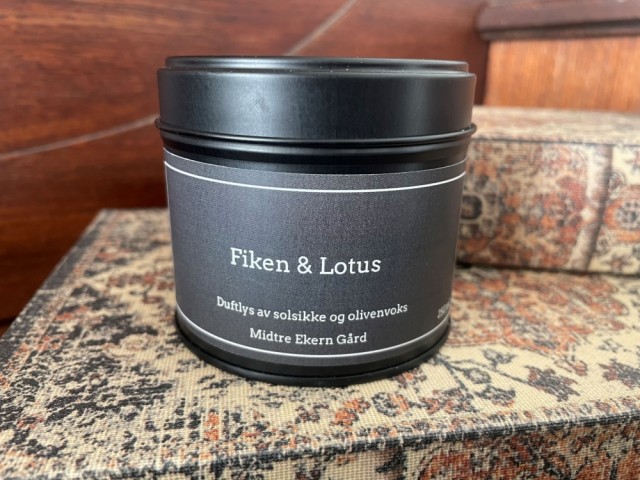 Fiken & Lotus
Duftlys av solsikke og olivenvoks
Midtre Ekern Gård